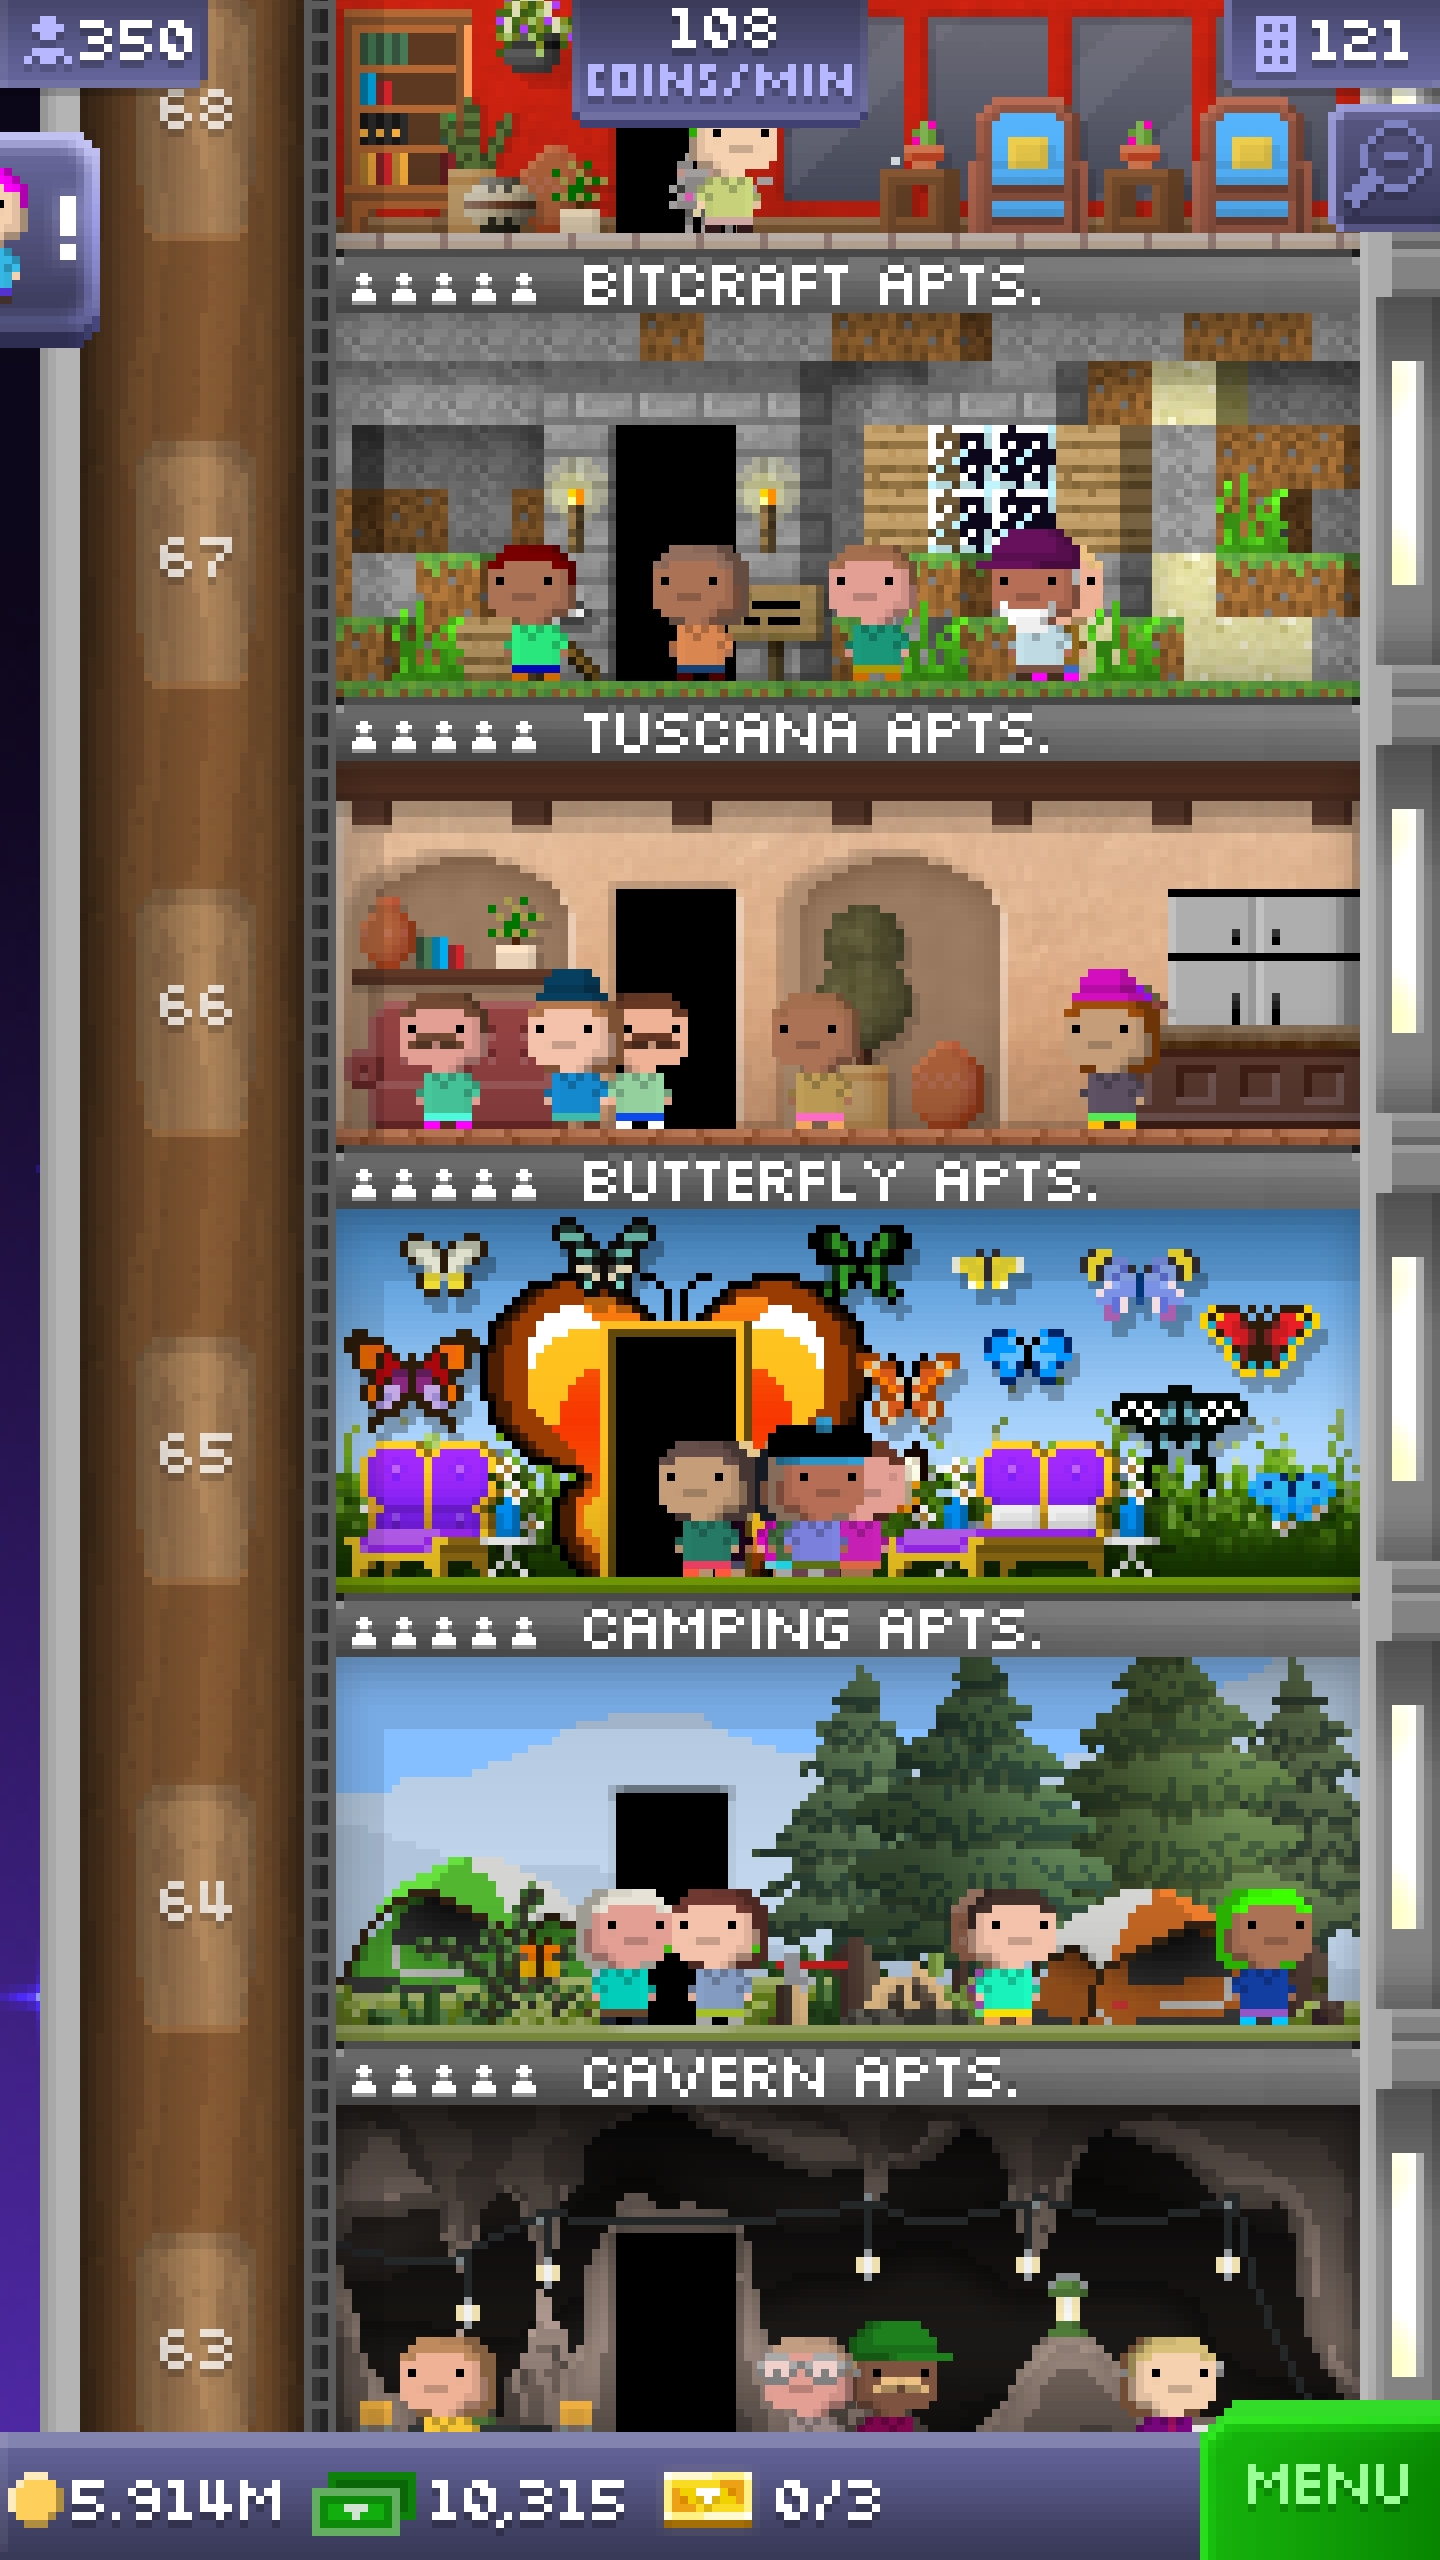 350
108
COINS/MIN
121
68
!
BITCRAFT APTS.
67
TUSCANA APTS.
66
BUTTERFLY APTS.
65
CAMPING APTS.
64
CAVERN APTS.
63
5.914M
10,315
0/3
MENU